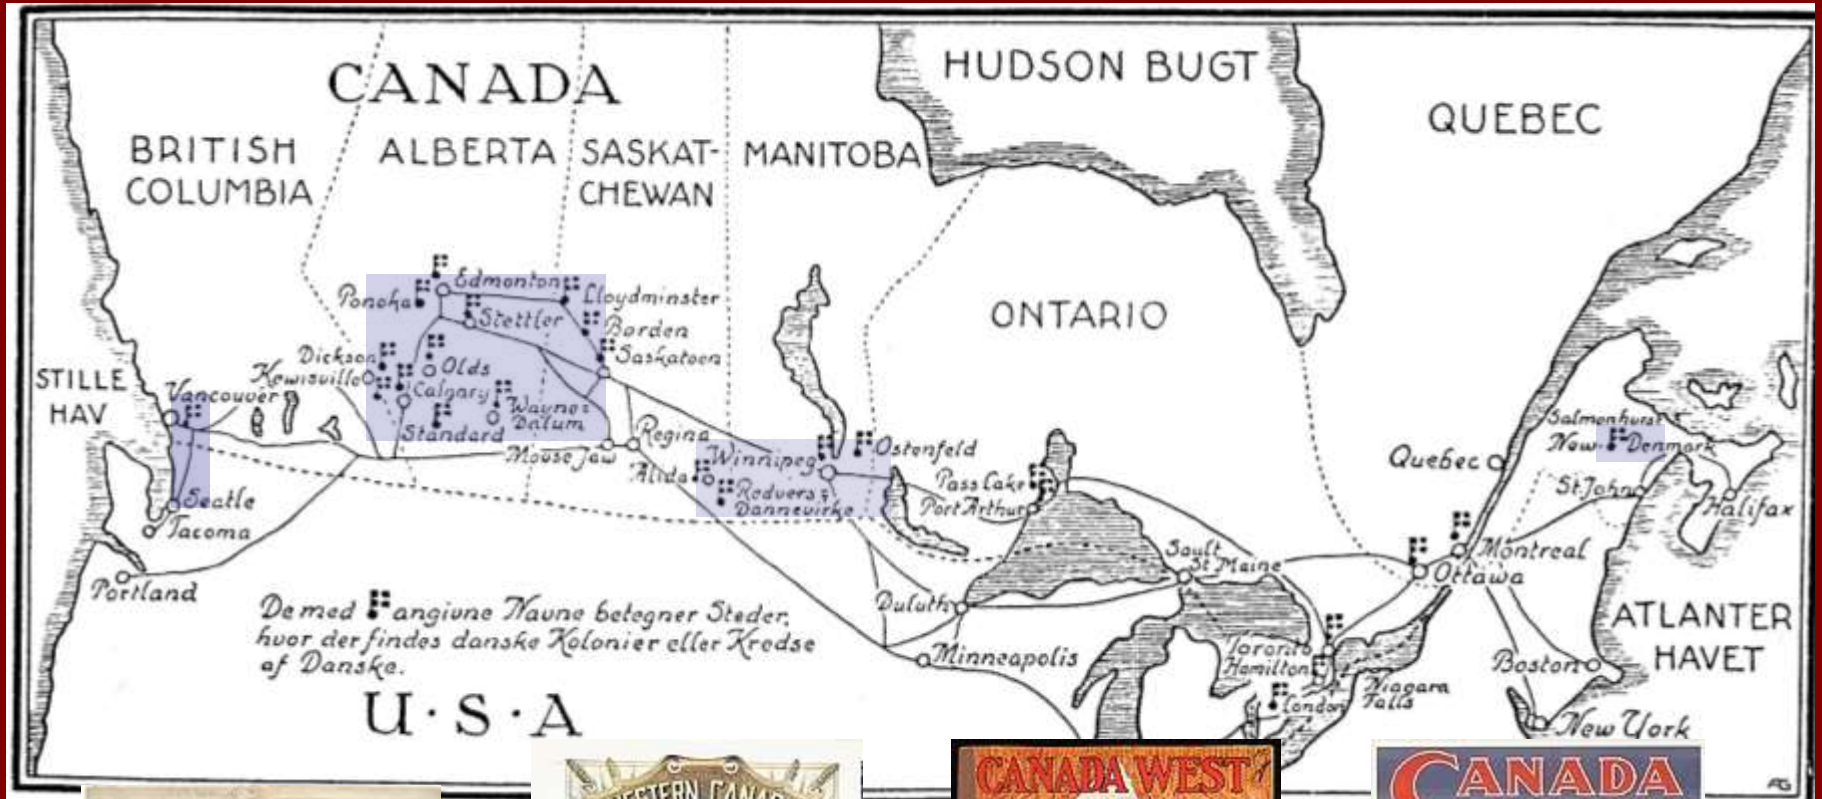 CANADA
HUDSON BUGT
QUEBEC
BRITISH
COLUMBIA
ALBERTA
SASKAT-
CHEWAN
MANITOBA
ONTARIO
STILLE
HAV
Edmonton
Ponoka
Lloydminster
Stettler
Borden
Saskatoon
Dickson
Olds
Kewisville
Calgary
Vancouver
Wayne=
Dalum
Standard
Regina
Moose Jaw
Winnipeg
Ostenfeld
Alida
Redvers=
Dannevirke
Pass Lake
Port Arthur
Salmonhurst
New Denmark
Quebec
St John
Halifax
Seatle
Tacoma
Portland
Sault
St Maine
Montreal
Ottawa
Duluth
Minneapolis
Toronto
Hamilton
Niagara
Falls
London
Boston
New York
ATLANTER
HAVET
De med angivne Navne betegner Steder,
hvor der findes danske Kolonier eller Kredse
af Danske.
U·S·A
WESTERN CANADA
CANADA WEST
CANADA